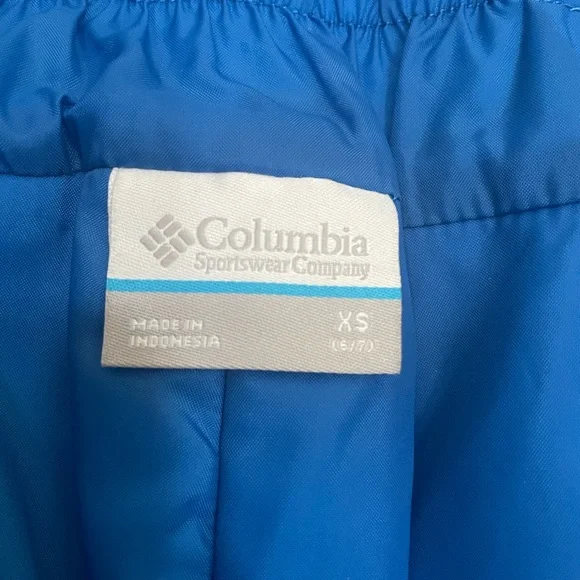 Columbia
Sportswear Company
MADE IN
INDONESIA
XS
(6/7)